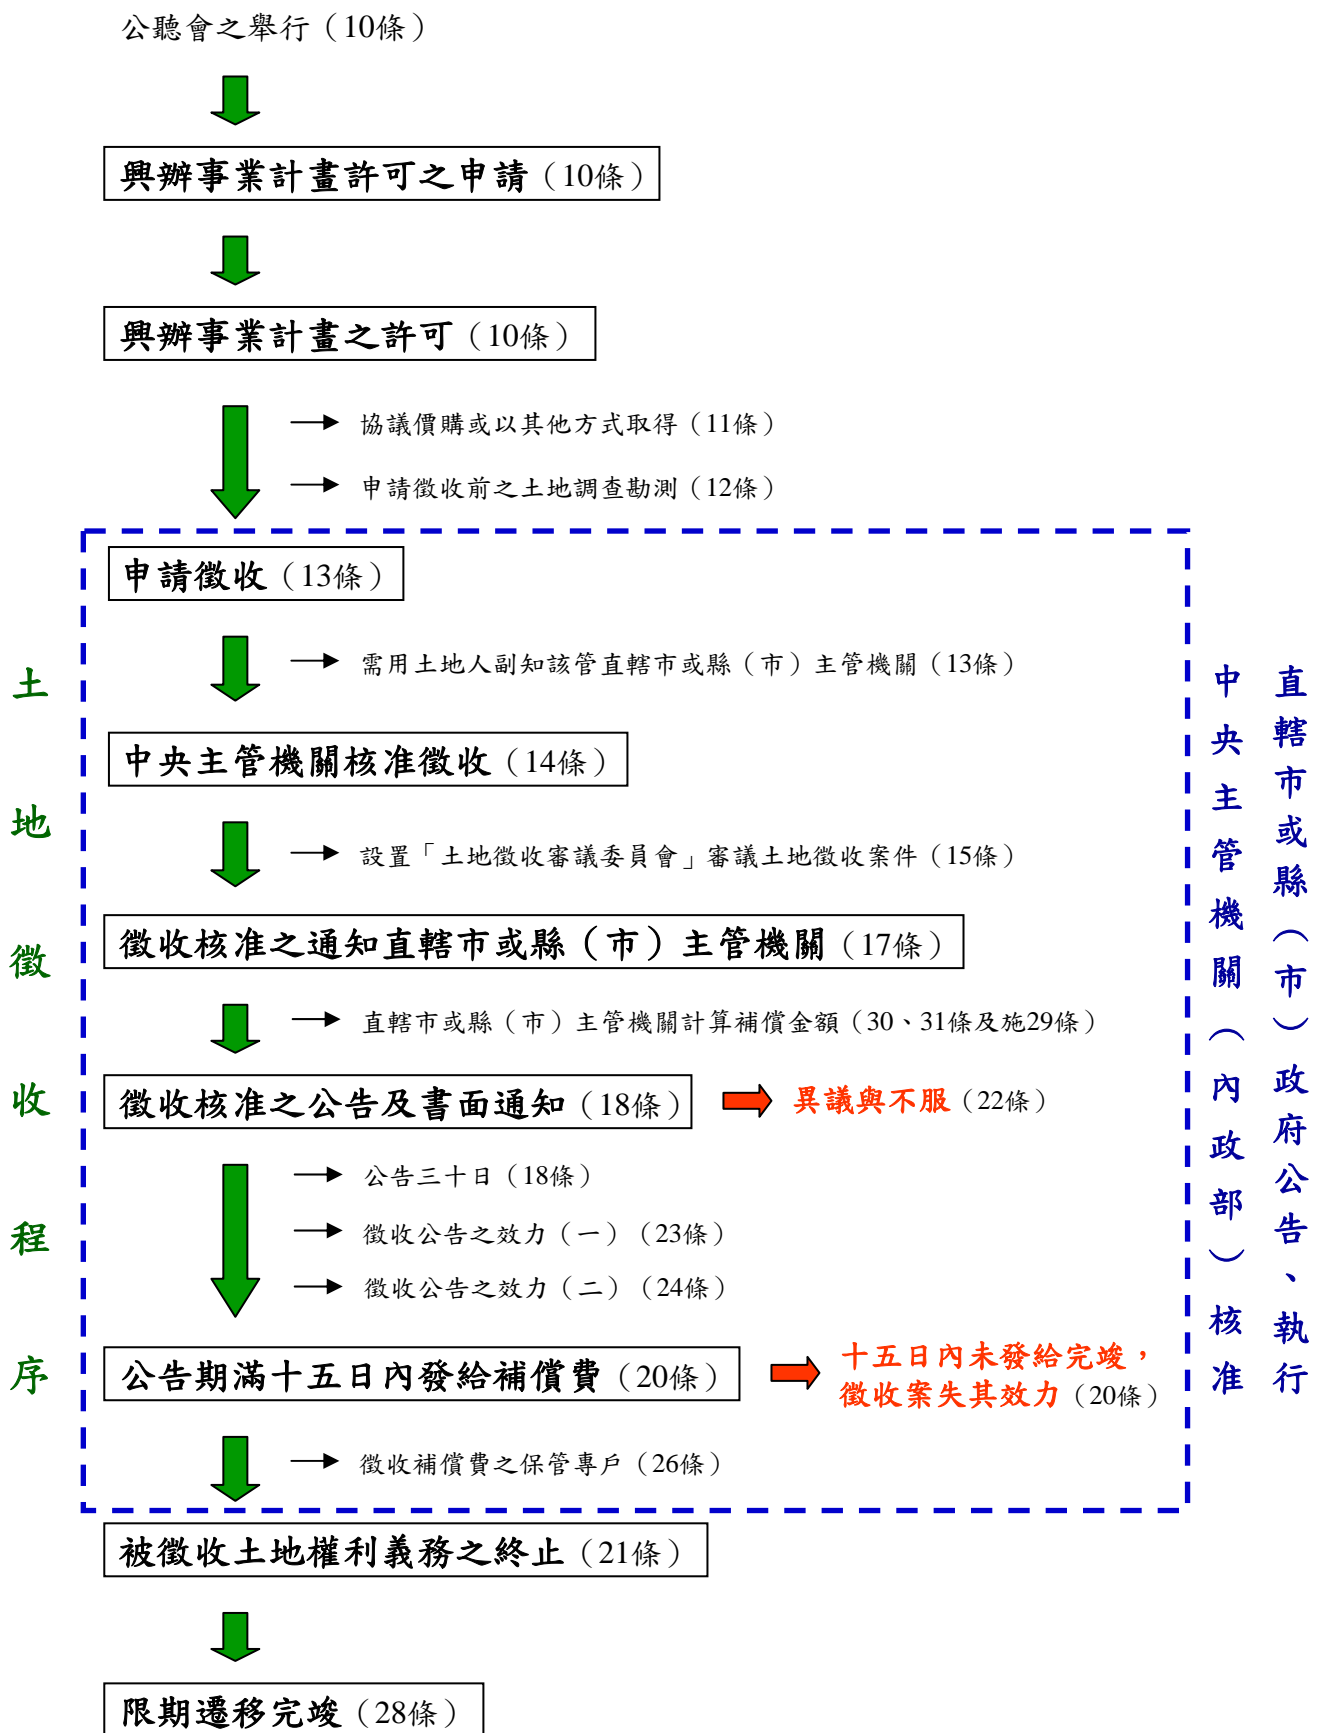 公聽會之舉行（10條）
興辦事業計畫許可之申請（10條）
興辦事業計畫之許可（10條）
協議價購或以其他方式取得（11條）
申請徵收前之土地調查勘測（12條）
申請徵收（13條）
需用土地人副知該管直轄市或縣（市）主管機關（13條）
中央主管機關核准徵收（14條）
設置「土地徵收審議委員會」審議土地徵收案件（15條）
徵收核准之通知直轄市或縣（市）主管機關（17條）
直轄市或縣（市）主管機關計算補償金額（30、31條及施29條）
徵收核准之公告及書面通知（18條）
異議與不服（22條）
公告三十日（18條）
徵收公告之效力（一）（23條）
徵收公告之效力（二）（24條）
公告期滿十五日內發給補償費（20條）
十五日內未發給完竣，
徵收案失其效力（20條）
徵收補償費之保管專戶（26條）
被徵收土地權利義務之終止（21條）
限期遷移完竣（28條）
土地徵收程序
中央主管機關（內政部）核准
直轄市或縣（市）政府公告、執行